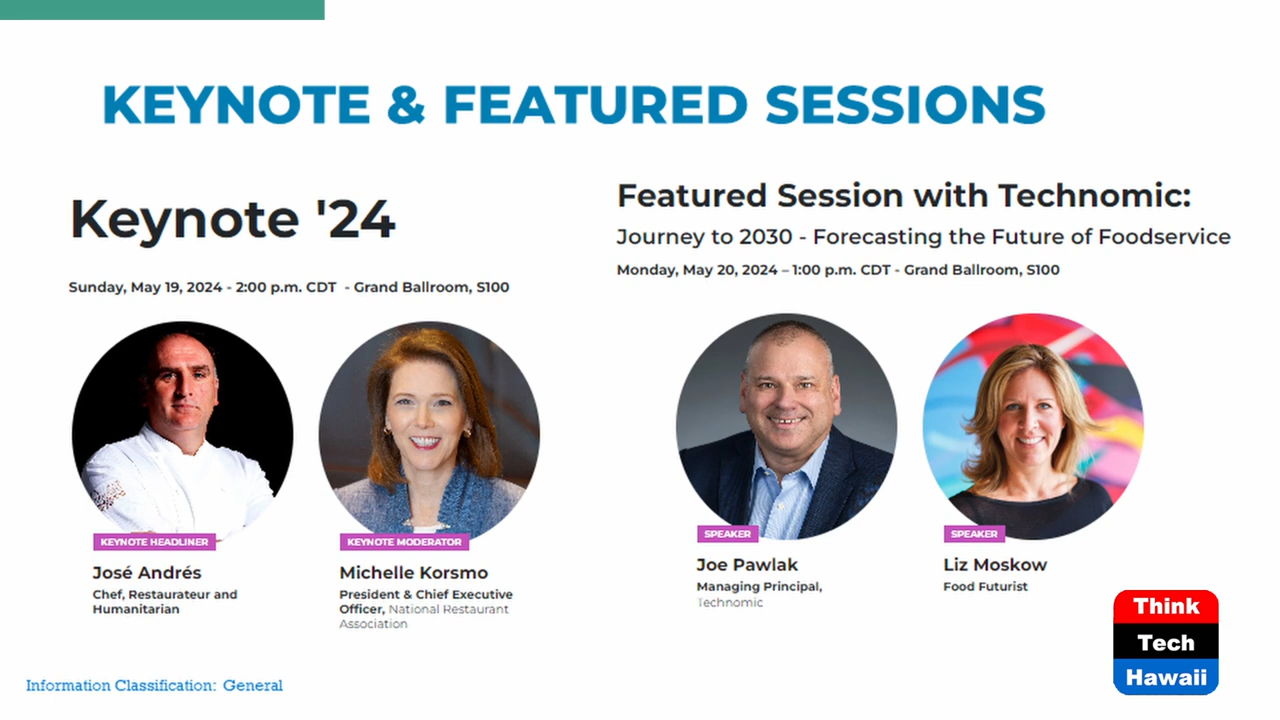 KEYNOTE & FEATURED SESSIONS
Keynote '24
Sunday, May 19, 2024 - 2:00 p.m. CDT - Grand Ballroom, S100
KEYNOTE HEADLINER
José Andrés
Chef, Restaurateur and
Humanitarian
KEYNOTE MODERATOR
Michelle Korsmo
President & Chief Executive
Officer, National Restaurant
Association
Featured Session with Technomic:
Journey to 2030 - Forecasting the Future of Foodservice
Monday, May 20, 2024 – 1:00 p.m. CDT - Grand Ballroom, S100
SPEAKER
Joe Pawlak
Managing Principal,
Technomic
SPEAKER
Liz Moskow
Food Futurist
Think
Tech
Hawaii
Information Classification: General